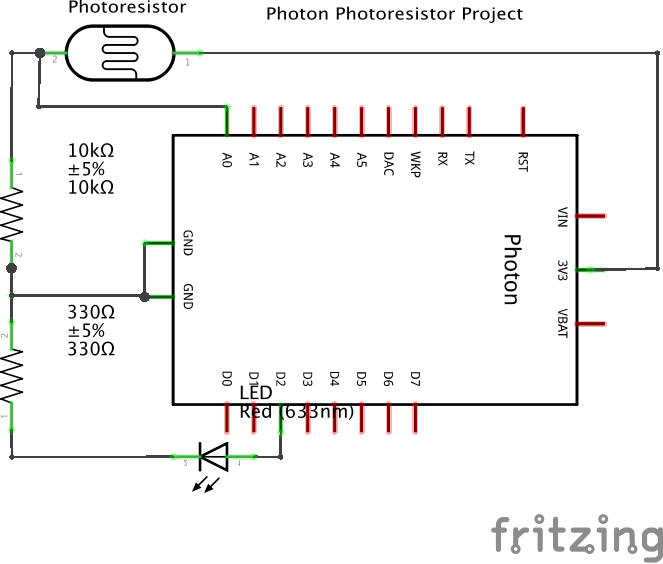 Photoresistor
Photon Photoresistor Project
2
1
A0 A1 A2 A3 A4 A5 DAC WKP RX TX RST
1
10kΩ
±5%
10kΩ
2
GND
GND
VIN
3V3
VBAT
Photon
330Ω
±5%
330Ω
2
1
D0 D1 D2 D3 D4 D5 D6 D7
LED
Red (633nm)
2
1
fritzing